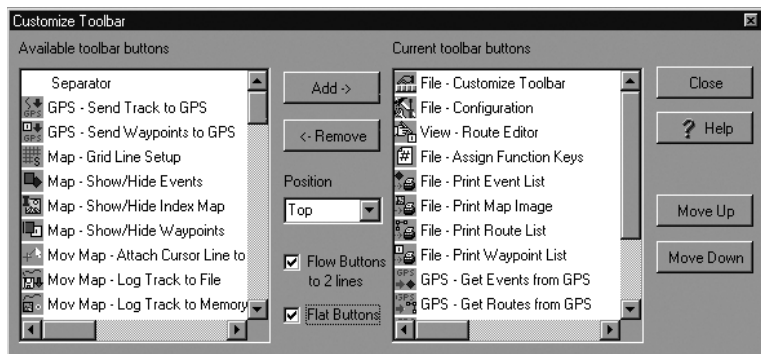 Customize Toolbar
Available toolbar buttons
Separator
GPS - Send Track to GPS
GPS - Send Waypoints to GPS
Map - Grid Line Setup
Map - Show/Hide Events
Map - Show/Hide Index Map
Map - Show/Hide Waypoints
Mov Map - Attach Cursor Line to
Mov Map - Log Track to File
Mov Map - Log Track to Memory
Add ->
<- Remove
Position
Top
Flow Buttons
to 2 lines
Flat Buttons
Current toolbar buttons
File - Customize Toolbar
File - Configuration
View - Route Editor
File - Assign Function Keys
File - Print Event List
File - Print Map Image
File - Print Route List
File - Print Waypoint List
GPS - Get Events from GPS
GPS - Get Routes from GPS
Close
? Help
Move Up
Move Down